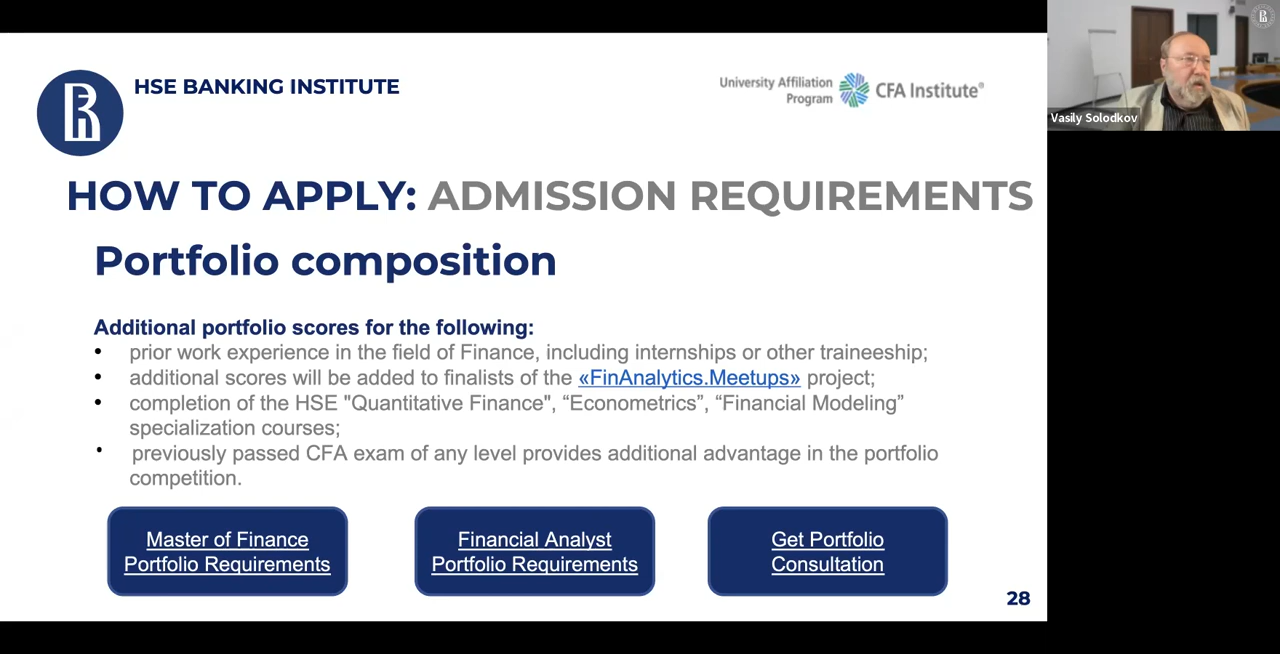 HSE BANKING INSTITUTE
University Affiliation
Program
CFA Institute®
HOW TO APPLY: ADMISSION REQUIREMENTS
Portfolio composition
Additional portfolio scores for the following:
• prior work experience in the field of Finance, including internships or other traineeship;
• additional scores will be added to finalists of the «FinAnalytics.Meetups» project;
• completion of the HSE "Quantitative Finance", “Econometrics”, “Financial Modeling”
specialization courses;
• previously passed CFA exam of any level provides additional advantage in the portfolio
competition.
Master of Finance
Portfolio Requirements
Financial Analyst
Portfolio Requirements
Get Portfolio
Consultation
28
Vasily Solodkov